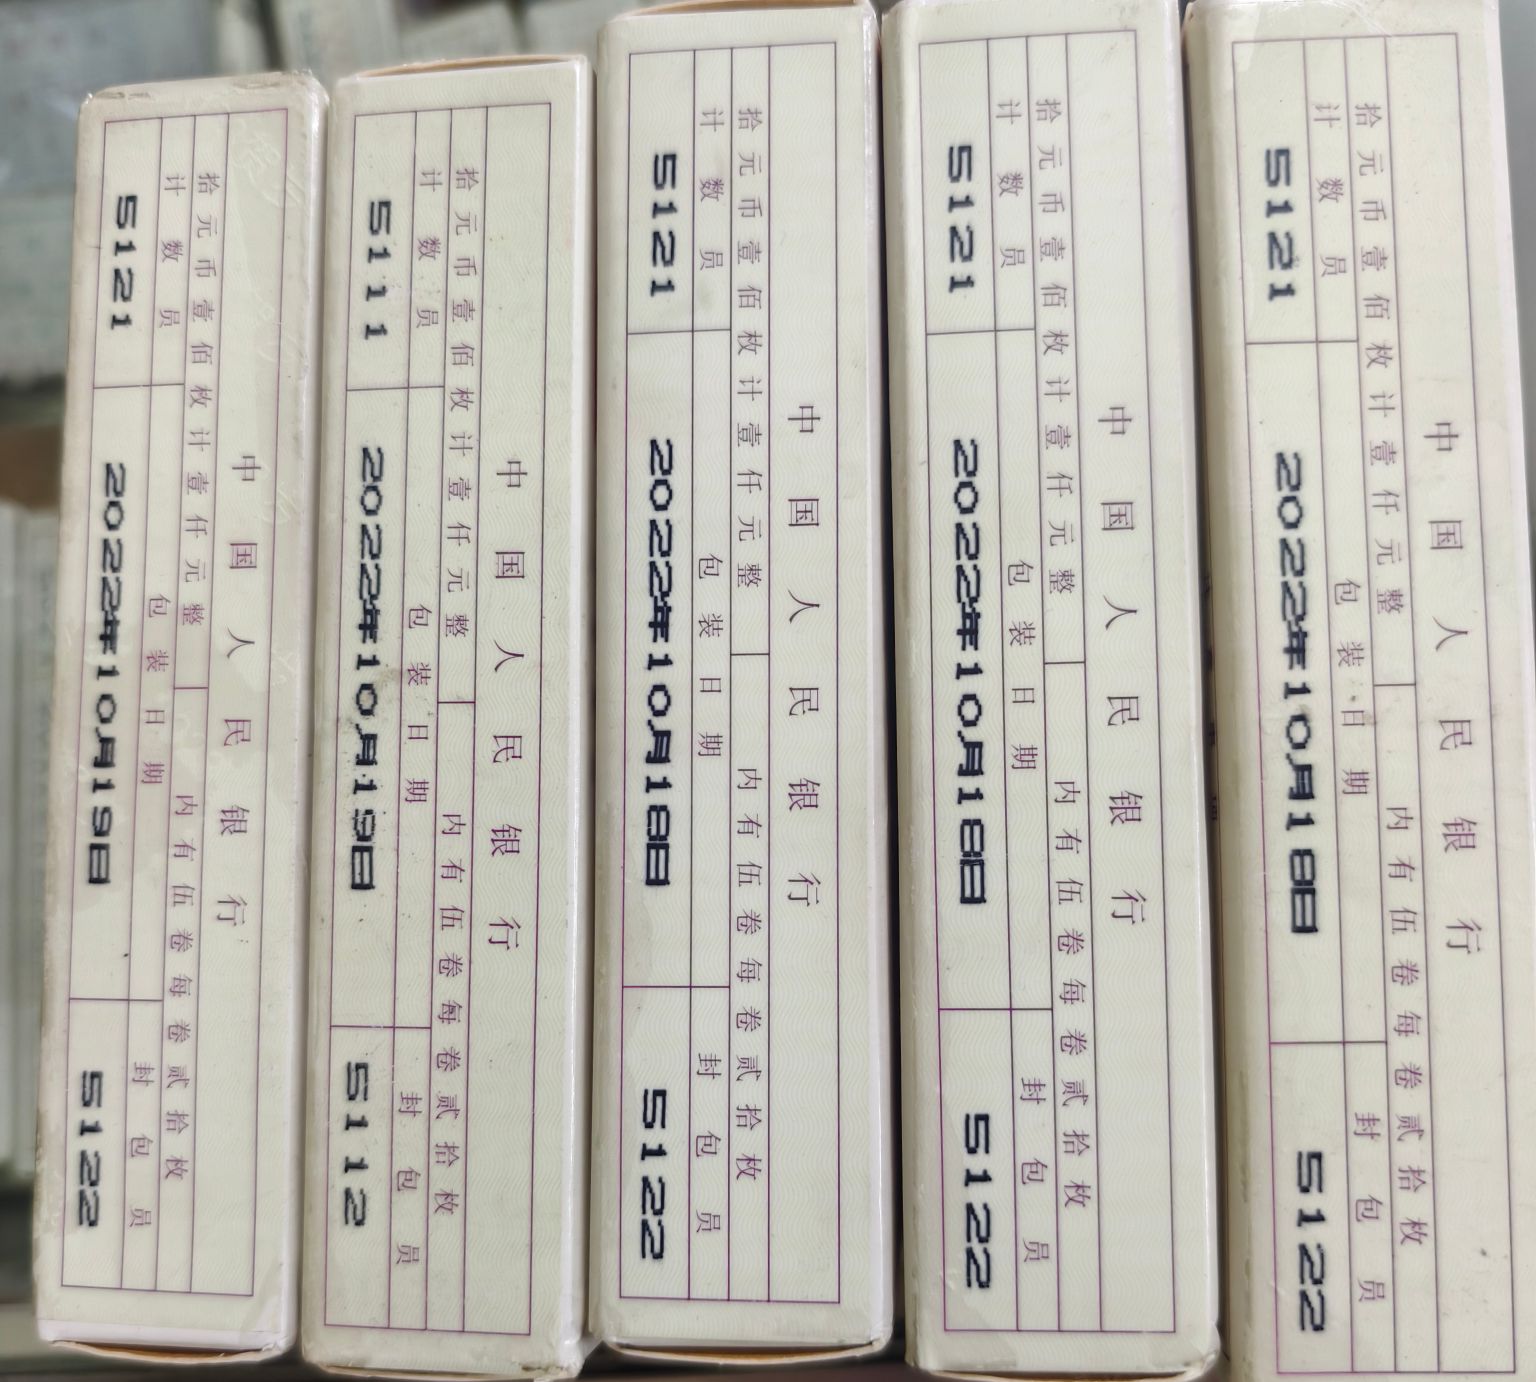 中国人民银行
拾元币壹佰枚计壹仟元整 内有伍卷每卷贰拾枚
计数员 包装日期 封包员
5121 2022年10月19日 5122
中国人民银行
拾元币壹佰枚计壹仟元整 内有伍卷每卷贰拾枚
计数员 包装日期 封包员
5111 2022年10月19日 5112
中国人民银行
拾元币壹佰枚计壹仟元整 内有伍卷每卷贰拾枚
计数员 包装日期 封包员
5121 2022年10月18日 5122
中国人民银行
拾元币壹佰枚计壹仟元整 内有伍卷每卷贰拾枚
计数员 包装日期 封包员
5121 2022年10月18日 5122
中国人民银行
拾元币壹佰枚计壹仟元整 内有伍卷每卷贰拾枚
计数员 包装日期 封包员
5121 2022年10月18日 5122